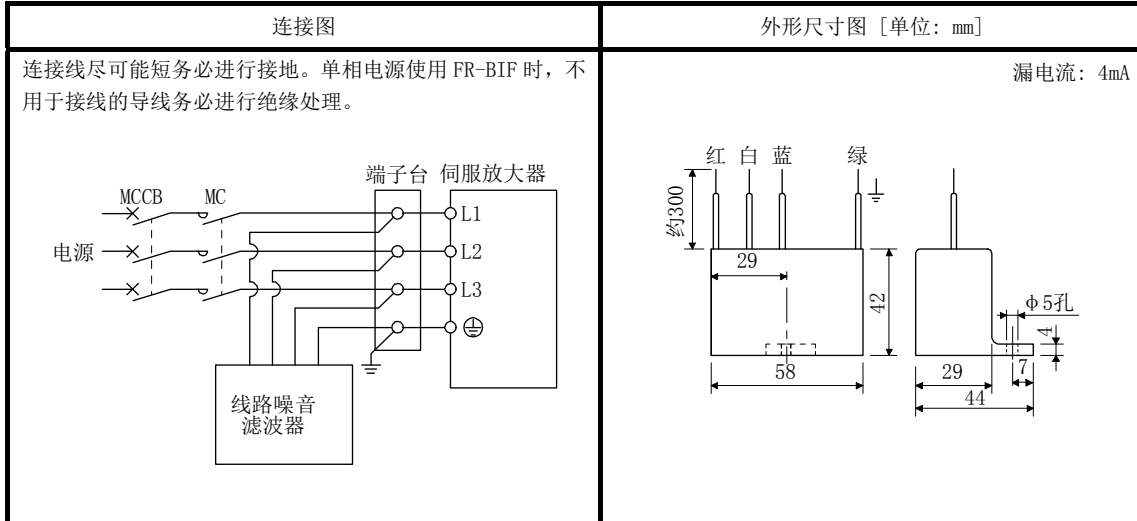 连接图
外形尺寸图 [单位: mm]
连接线尽可能短务必进行接地。单相电源使用 FR-BIF 时，不
用于接线的导线务必进行绝缘处理。
端子台 伺服放大器
MCCB MC
L1
电源
L2
L3
线路噪音
滤波器
漏电流: 4mA
红 白 蓝 绿
约300
29
42
58
φ5孔
4
29
7
44